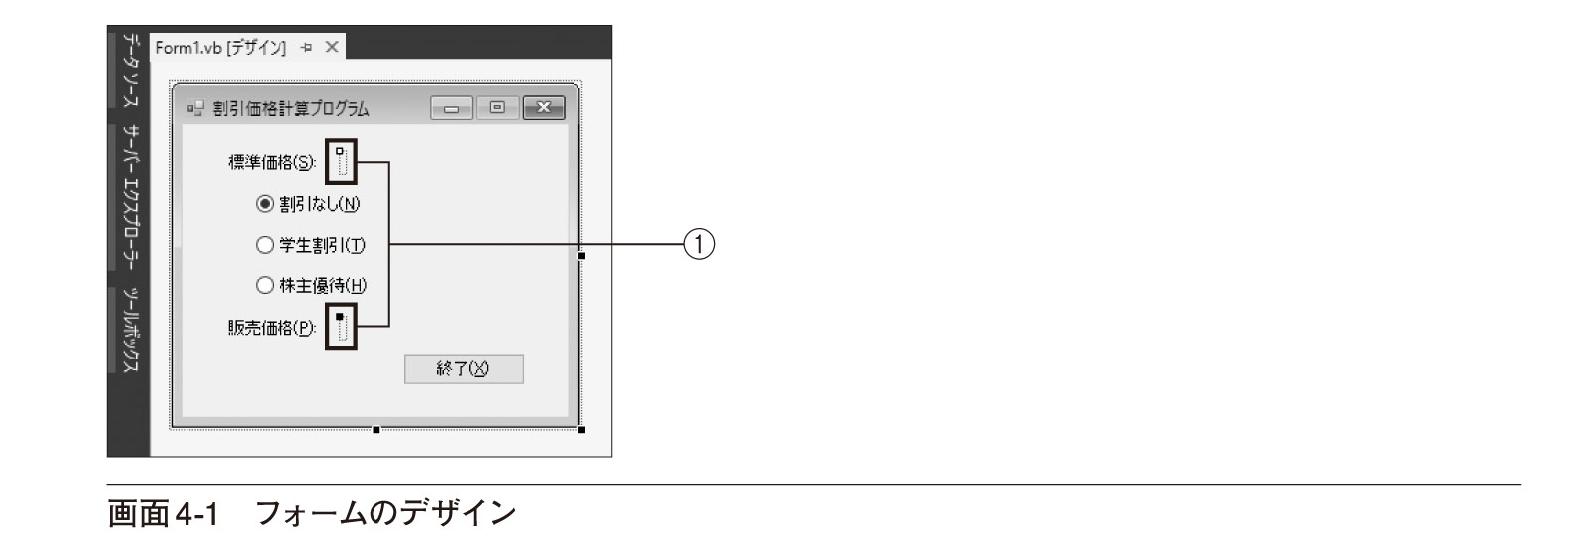 Form1.vb [デザイン]
データ ソース
サーバー エクスプローラー
ツールボックス
割引価格計算プログラム
標準価格(S):
割引なし(N)
学生割引(T)
①
株主優待(H)
販売価格(P):
終了(X)
画面4-1　フォームのデザイン